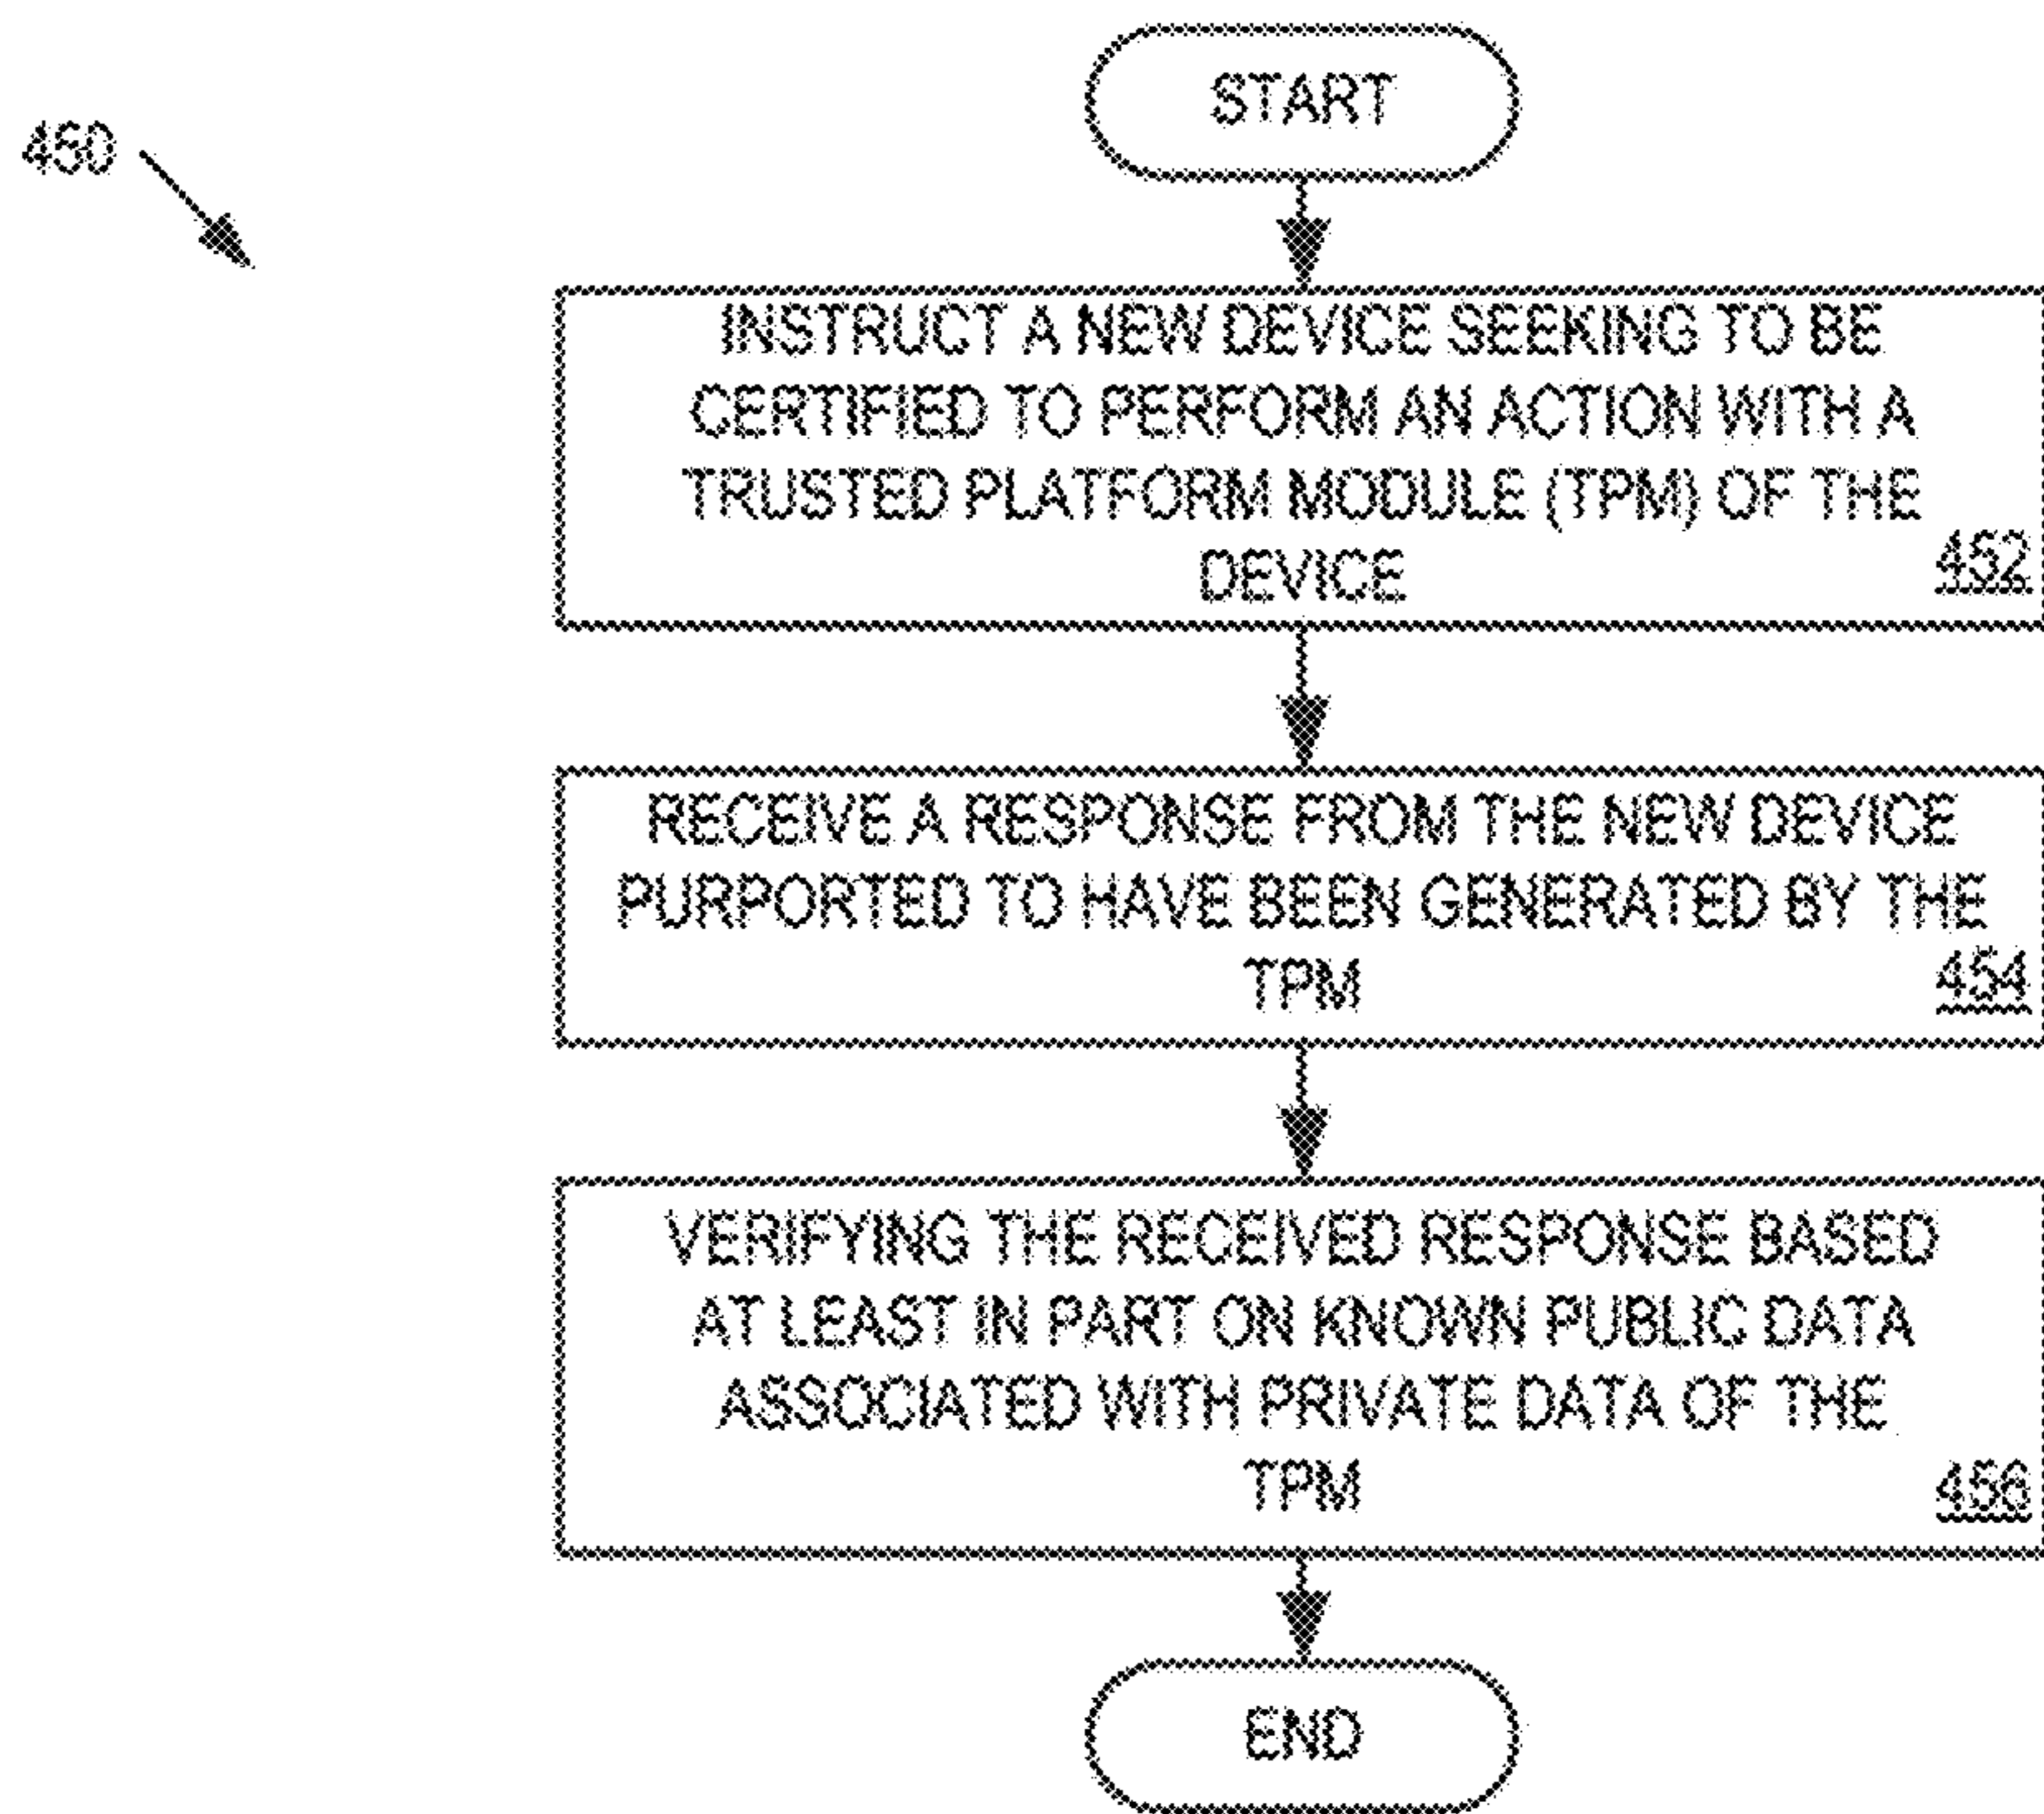 START
450
INSTRUCT A NEW DEVICE SEEKING TO BE
CERTIFIED TO PERFORM AN ACTION WITH A
TRUSTED PLATFORM MODULE (TPM) OF THE
DEVICE
452
RECEIVE A RESPONSE FROM THE NEW DEVICE
PURPORTED TO HAVE BEEN GENERATED BY THE
TPM
454
VERIFYING THE RECEIVED RESPONSE BASED
AT LEAST IN PART ON KNOWN PUBLIC DATA
ASSOCIATED WITH PRIVATE DATA OF THE
TPM
456
END